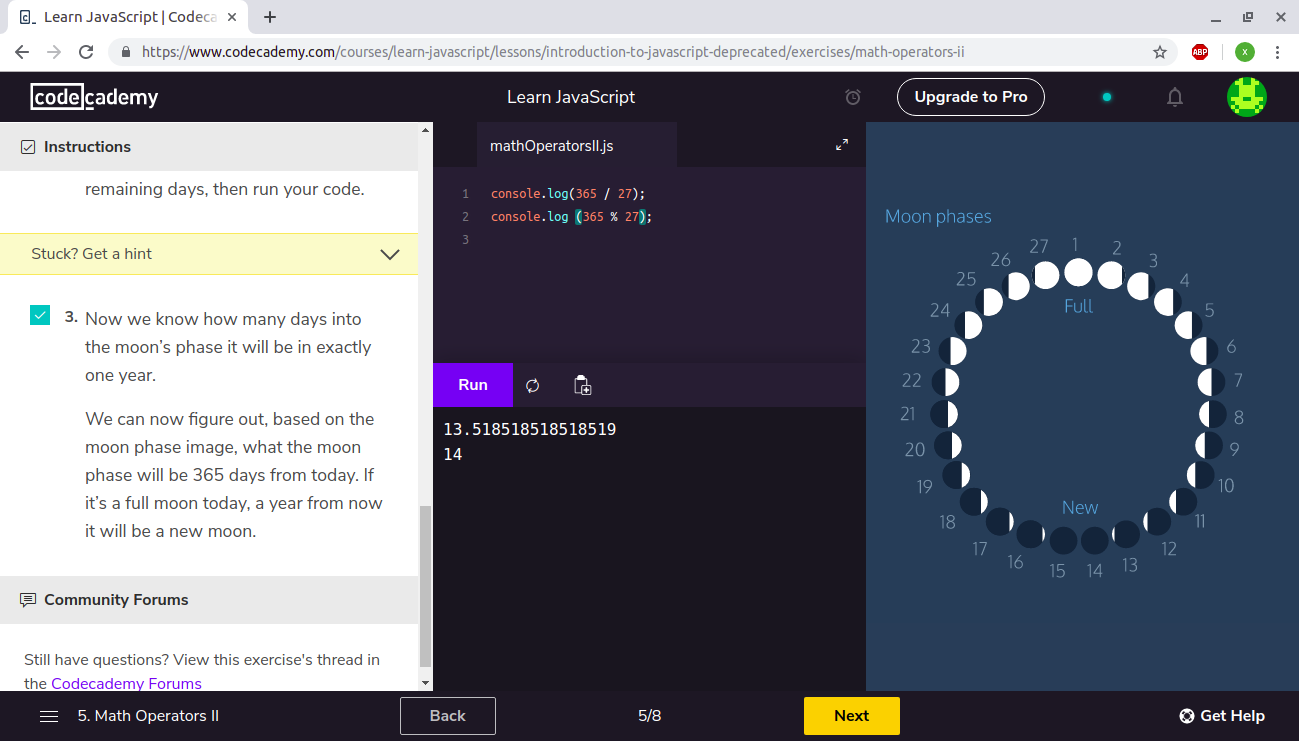 Learn JavaScript | Codeca
https://www.codecademy.com/courses/learn-javascript/lessons/introduction-to-javascript-deprecated/exercises/math-operators-ii
ABP
X
codecademy
Learn JavaScript
Upgrade to Pro
Instructions
remaining days, then run your code.
Stuck? Get a hint
3. Now we know how many days into
the moon’s phase it will be in exactly
one year.
We can now figure out, based on the
moon phase image, what the moon
phase will be 365 days from today. If
it’s a full moon today, a year from now
it will be a new moon.
Community Forums
Still have questions? View this exercise's thread in
the Codecademy Forums
mathOperatorsII.js
1 console.log(365 / 27);
2 console.log (365 % 27);
3
Run
13.518518518518519
14
Moon phases
1
2
3
4
5
6
7
8
9
10
11
12
13
14
15
16
17
18
19
20
21
22
23
24
25
26
27
Full
New
5. Math Operators II
Back
5/8
Next
Get Help